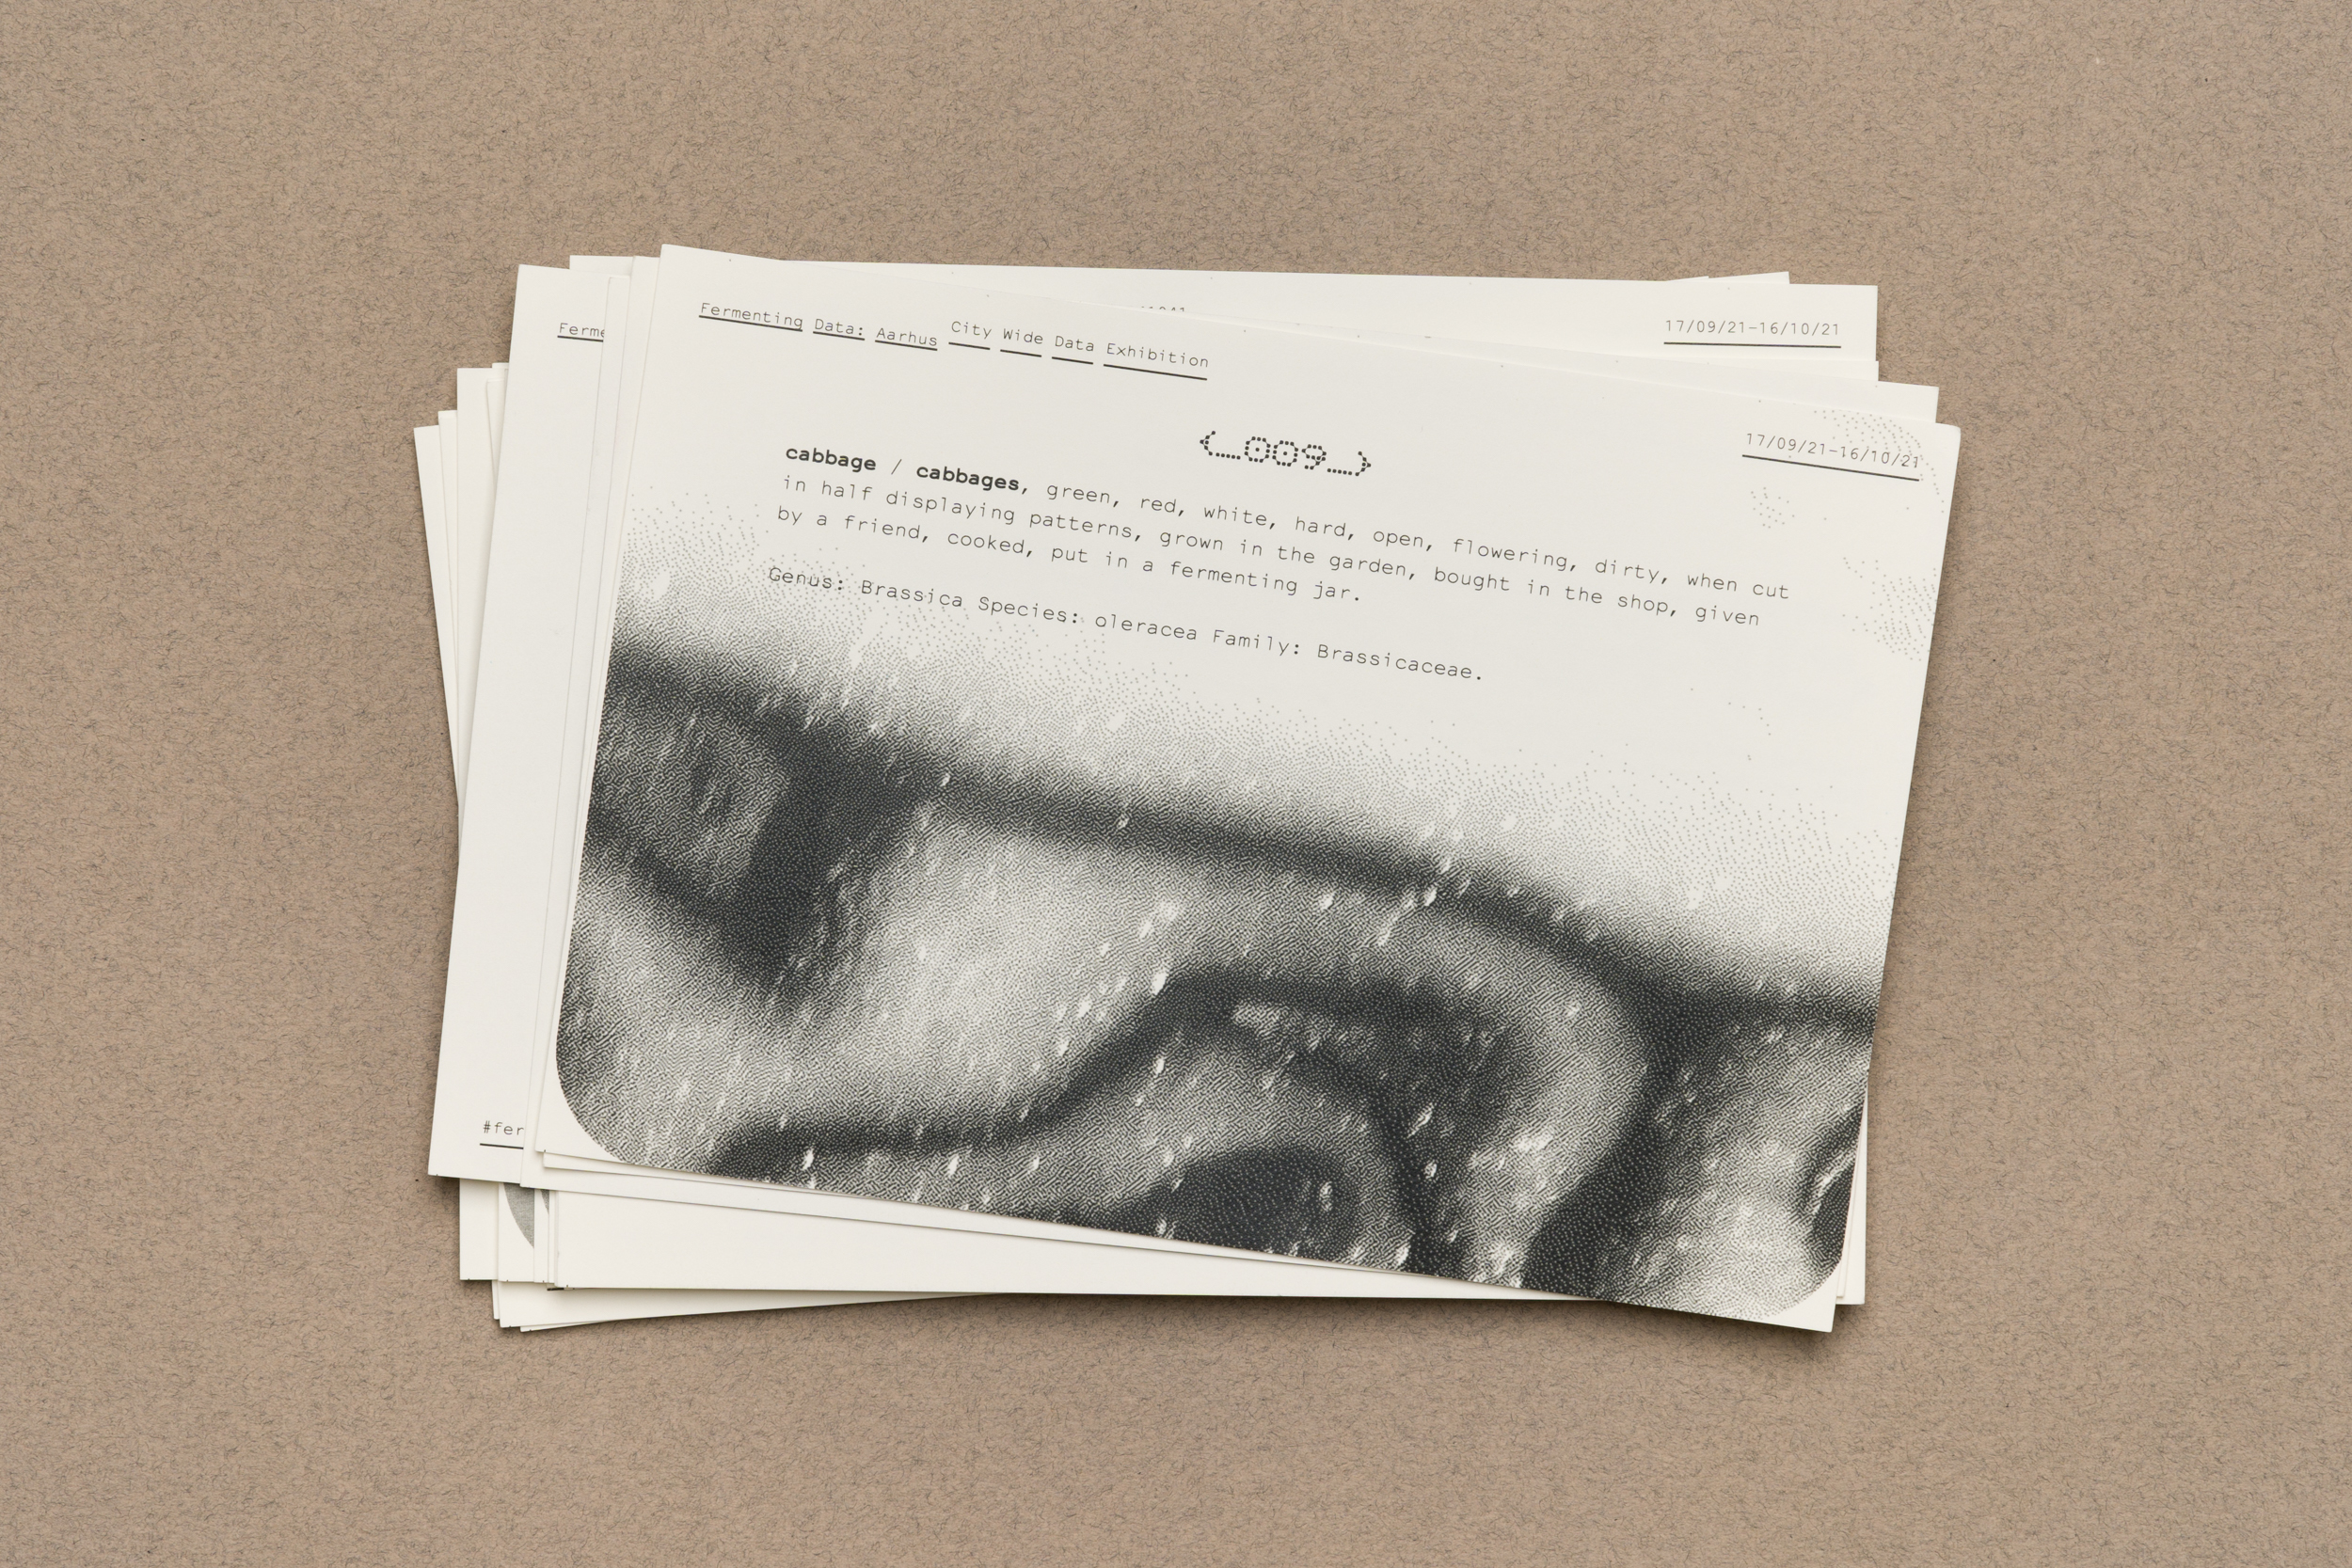 Fermenting Data: Aarhus City Wide Data Exhibition
17/09/21–16/10/21
17/09/21–16/10/21
{_009_}
cabbage / cabbages, green, red, white, hard, open, flowering, dirty, when cut
in half displaying patterns, grown in the garden, bought in the shop, given
by a friend, cooked, put in a fermenting jar.
Genus: Brassica Species: oleracea Family: Brassicaceae.
Ferme
#fer